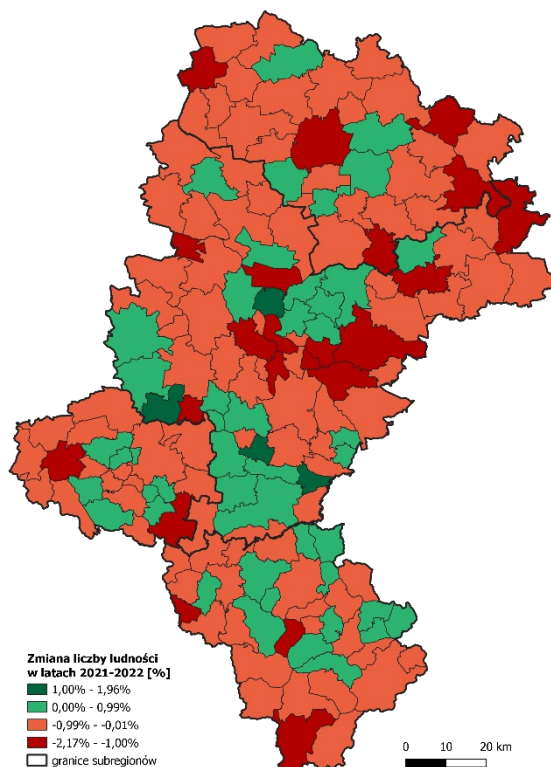 Zmiana liczby ludności
w latach 2021-2022 [%]
1,00% - 1,96%
0,00% - 0,99%
-0,99% - -0,01%
-2,17% - -1,00%
granice subregionów
0 10 20 km